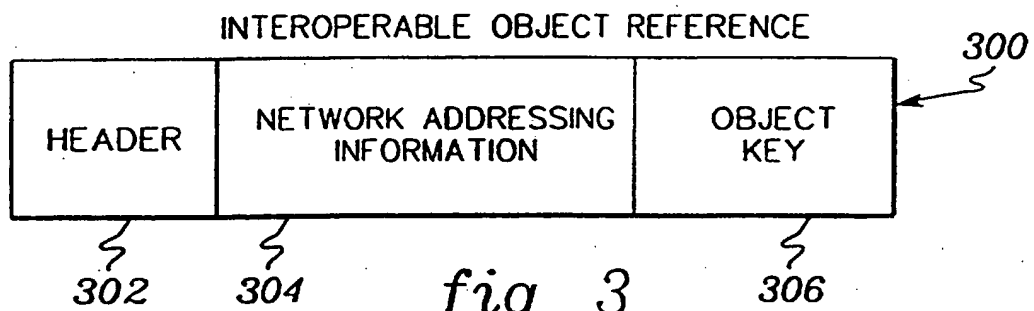 INTEROPERABLE OBJECT REFERENCE
300
HEADER
NETWORK ADDRESSING
INFORMATION
OBJECT
KEY
302
304
306
fig 3